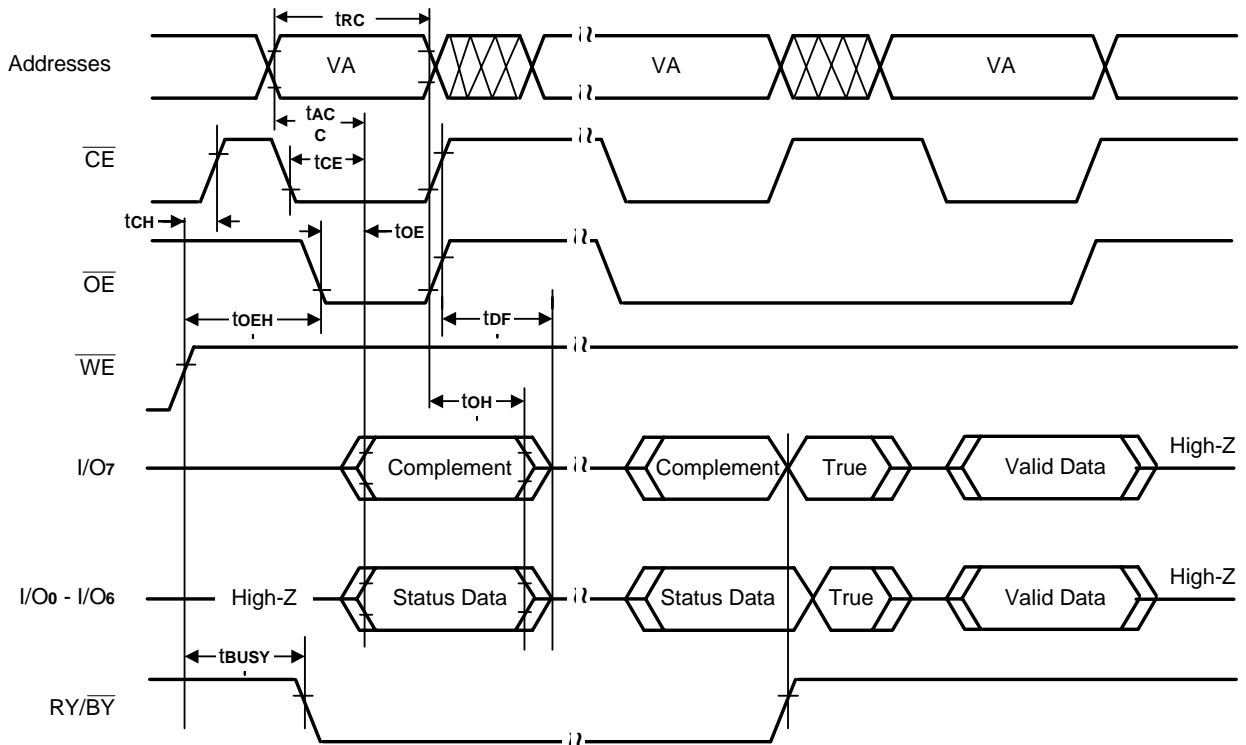 tRC
Addresses VA VA VA
tAC
C
CE
tCE
tCH
tOE
OE
tOEH
tDF
WE
tOH
I/O7 Complement Complement True Valid Data High-Z
I/O0 - I/O6 High-Z Status Data Status Data True Valid Data High-Z
tBUSY
RY/BY